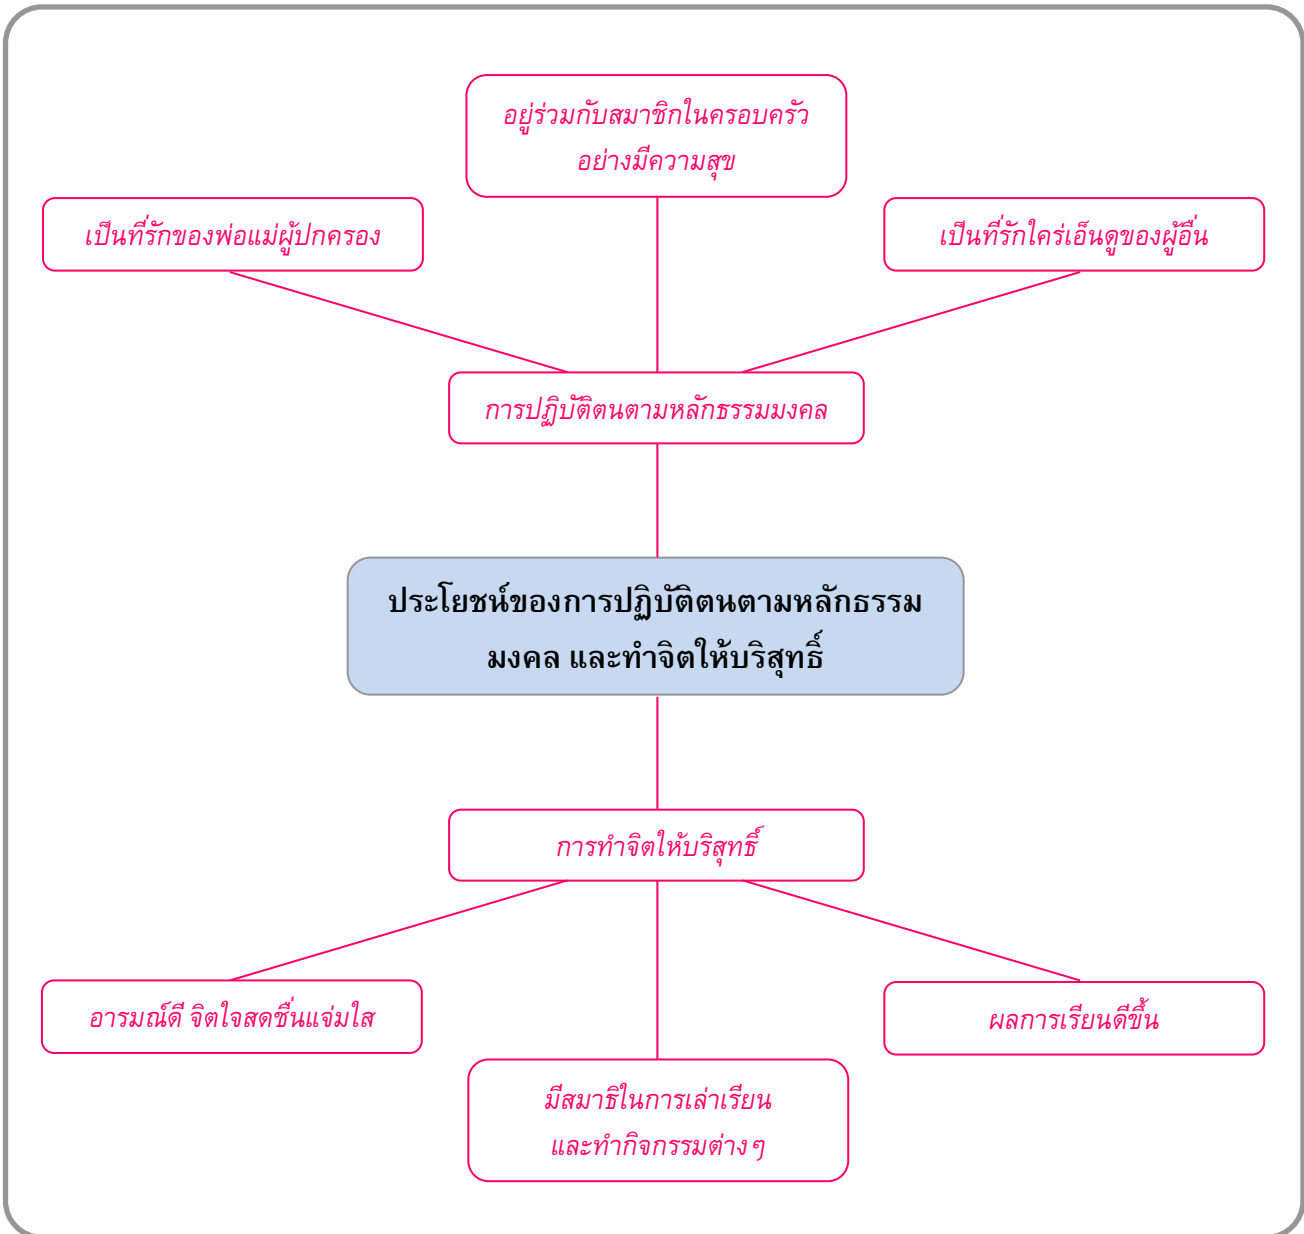 อยู่ร่วมกับสมาชิกในครอบครัว
อย่างมีความสุข
เป็นที่รักของพ่อแม่ผู้ปกครอง
เป็นที่รักใคร่เอ็นดูของผู้อื่น
การปฏิบัติตนตามหลักธรรมมงคล
ประโยชน์ของการปฏิบัติตนตามหลักธรรม
มงคล และทำจิตให้บริสุทธิ์
การทำจิตให้บริสุทธิ์
อารมณ์ดี จิตใจสดชื่นแจ่มใส
ผลการเรียนดีขึ้น
มีสมาธิในการเล่าเรียน
และทำกิจกรรมต่าง ๆ